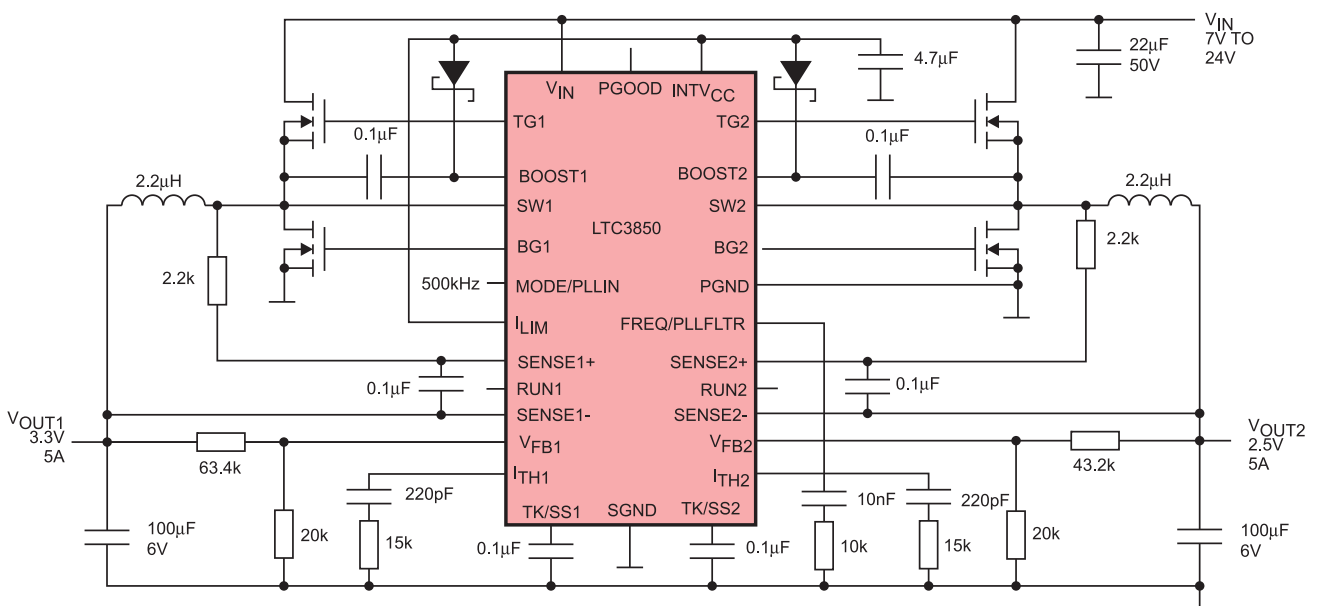 VIN
7V TO
24V
22µF
50V
4.7µF
VIN
PGOOD
INTVCC
TG1
TG2
0.1µF
0.1µF
BOOST1
BOOST2
2.2µH
2.2µH
SW1
SW2
LTC3850
BG1
BG2
2.2k
2.2k
500kHz
MODE/PLLIN
PGND
ILIM
FREQ/PLLFLTR
SENSE1+
SENSE2+
0.1µF
RUN1
RUN2
0.1µF
SENSE1-
SENSE2-
VOUT1
3.3V
5A
VFB1
VFB2
VOUT2
2.5V
5A
63.4k
43.2k
ITH1
ITH2
220pF
10nF
220pF
TK/SS1
SGND
TK/SS2
100µF
6V
20k
15k
0.1µF
0.1µF
10k
15k
20k
100µF
6V